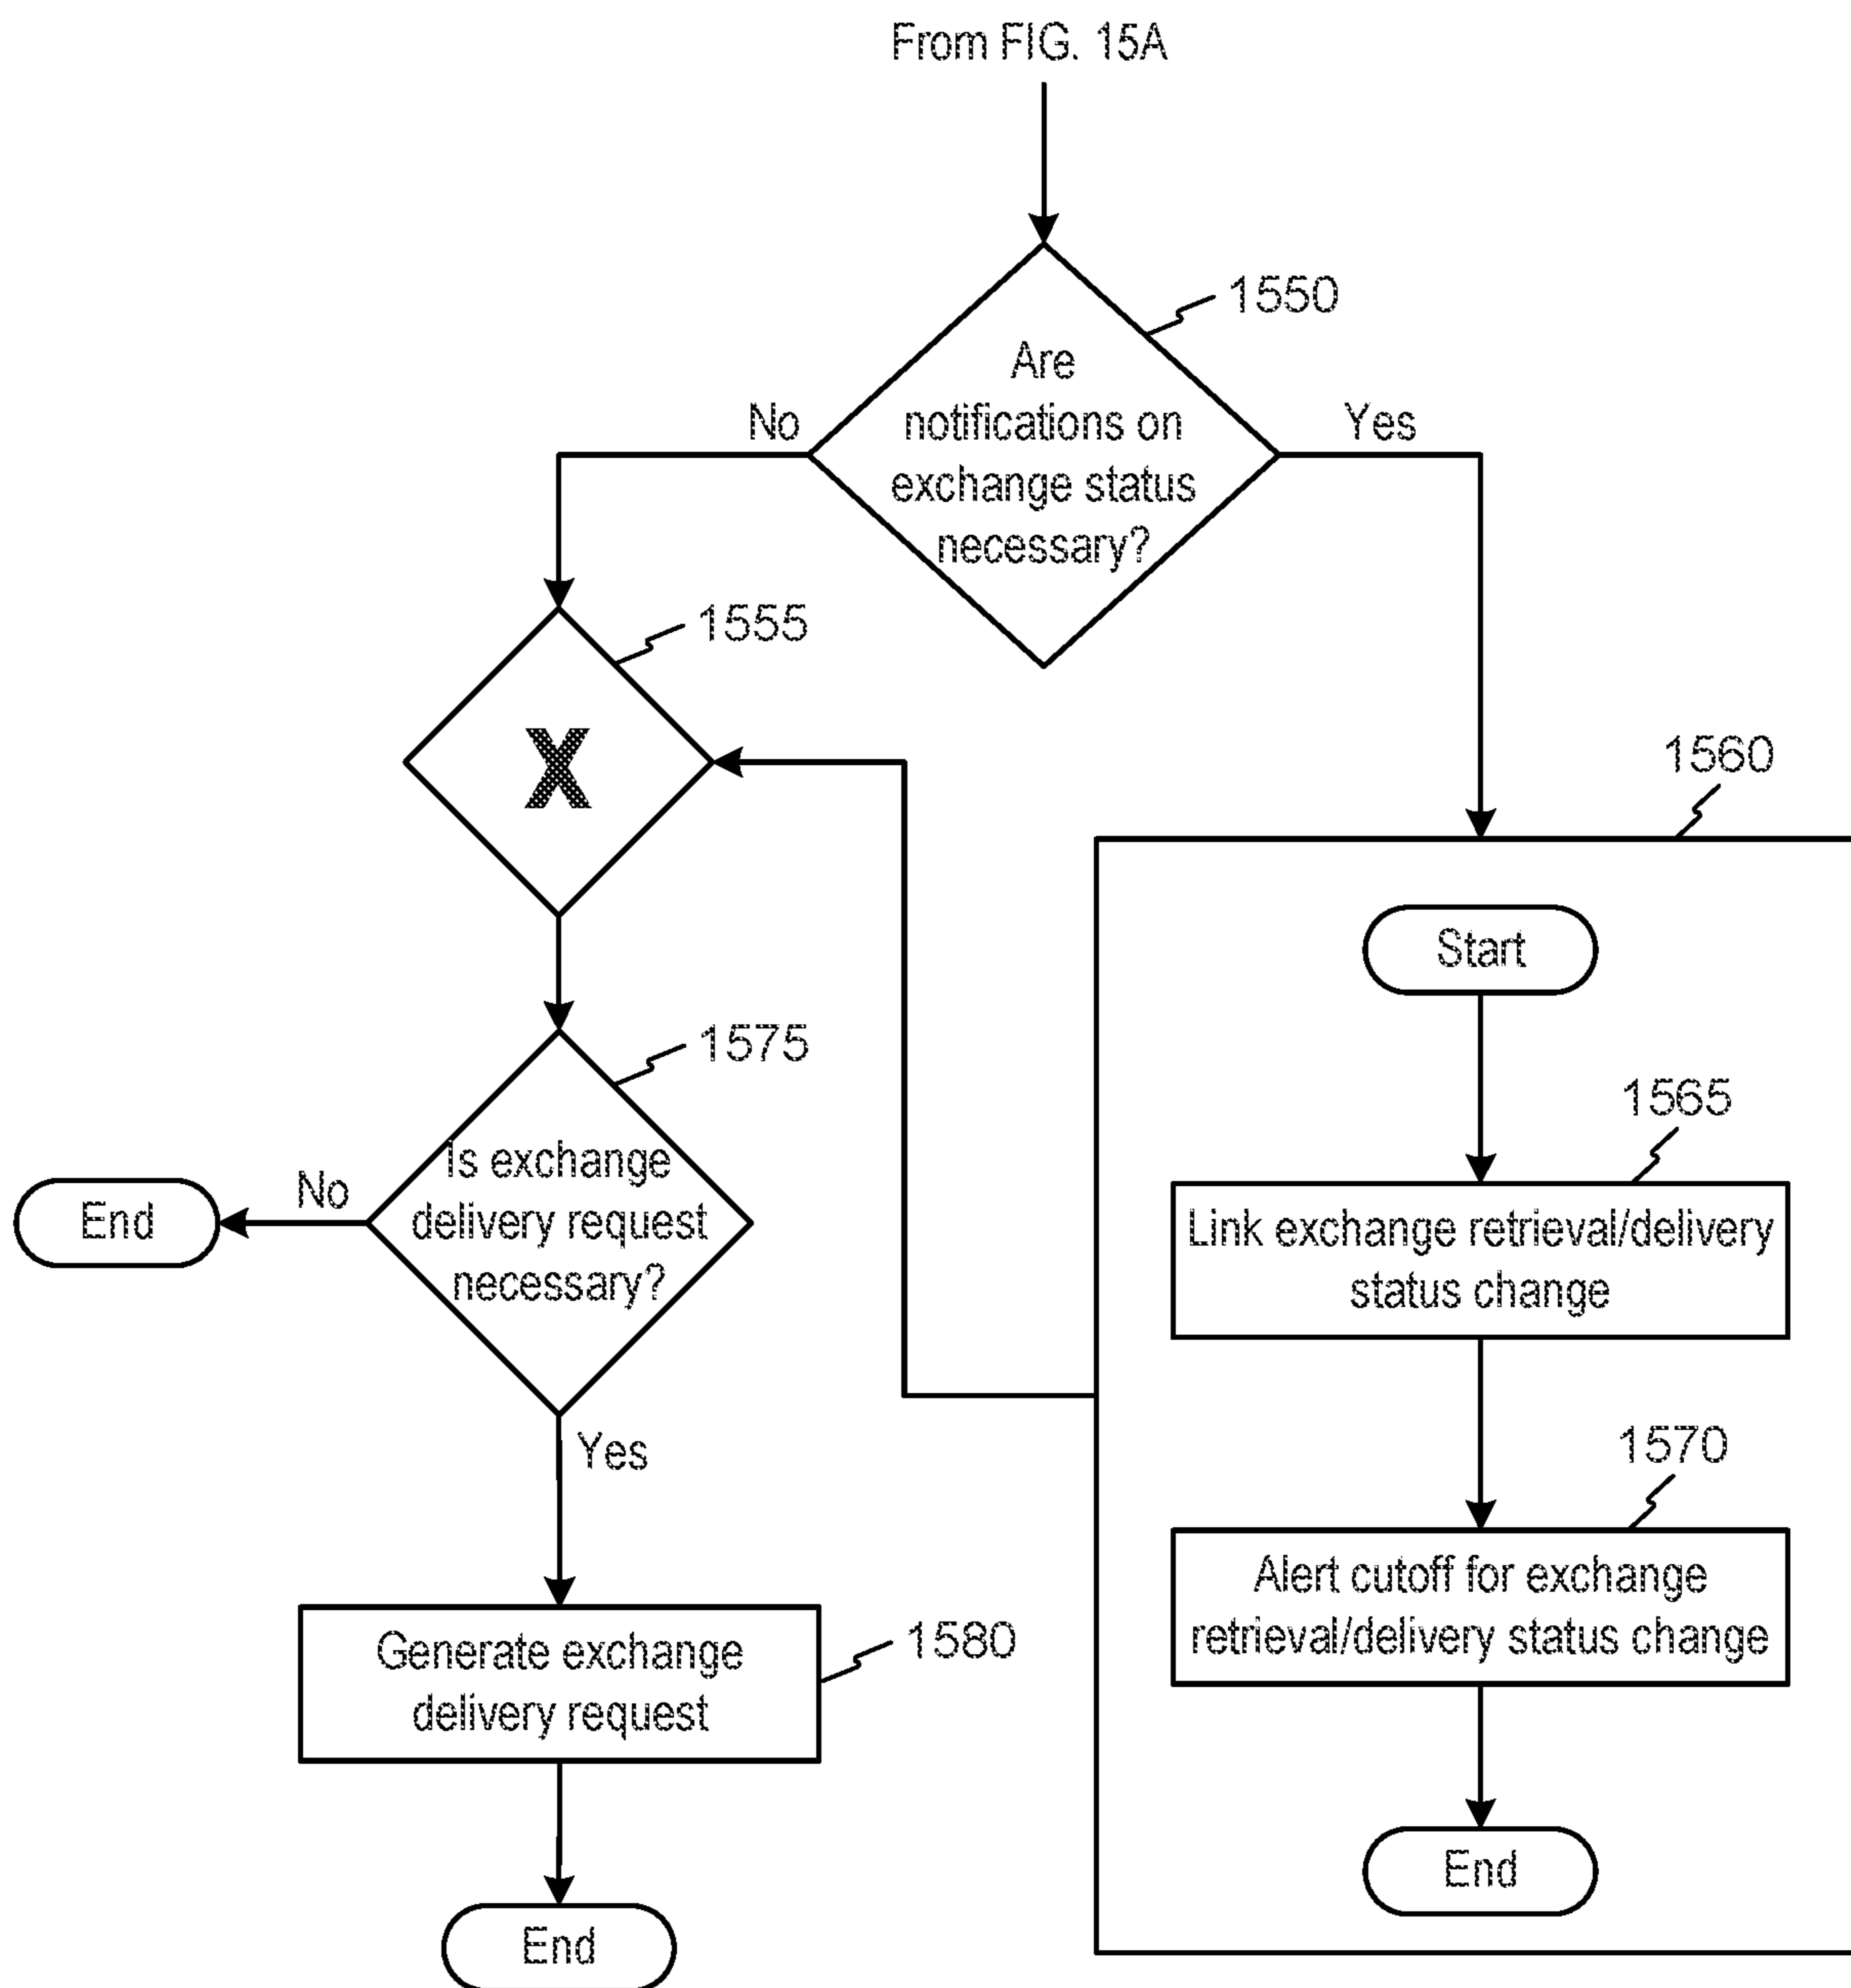 From FIG. 15A
1550
Are
notifications on
exchange status
necessary?
No
Yes
1555
X
1560
Start
1575
Is exchange
delivery request
necessary?
No
End
Yes
1565
Link exchange retrieval/delivery
status change
1570
Alert cutoff for exchange
retrieval/delivery status change
End
Generate exchange
delivery request
1580
End